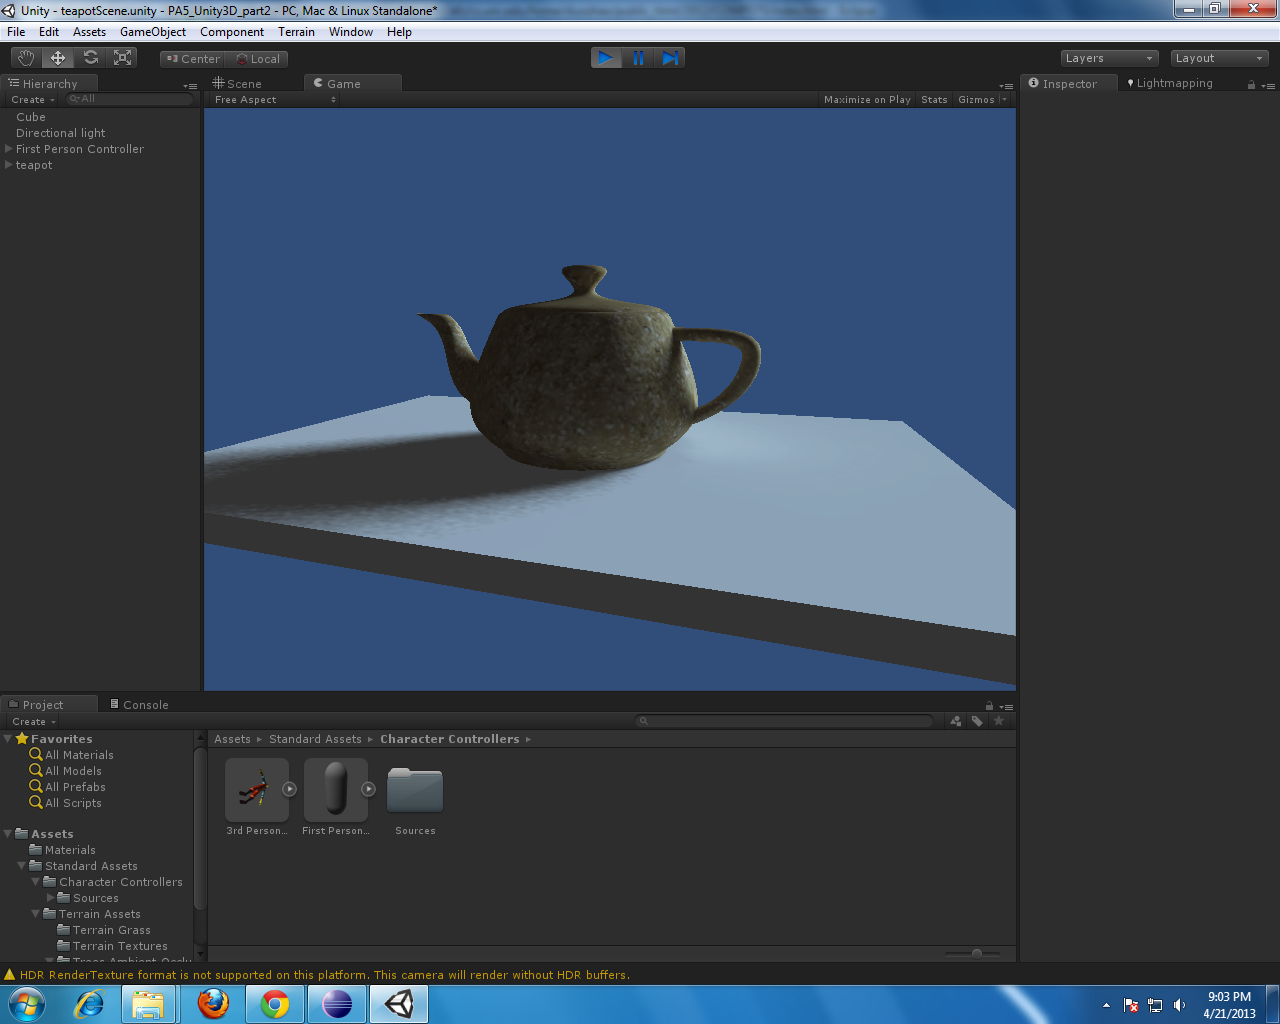 Unity - teapotScene.unity - PA5_Unity3D_part2 - PC, Mac & Linux Standalone*
File Edit Assets GameObject Component Terrain Window Help
Center Local Layers Layout
Hierarchy Scene Game Inspector Lightmapping
Create All Free Aspect Maximize on Play Stats Gizmos
Cube
Directional light
First Person Controller
teapot
Project Console
Create
Favorites
All Materials
All Models
All Prefabs
All Scripts
Assets
Materials
Standard Assets
Character Controllers
Sources
Terrain Assets
Terrain Grass
Terrain Textures
Trees Ambient-Occlu
Assets Standard Assets Character Controllers
3rd Person... First Person... Sources
HDR RenderTexture format is not supported on this platform. This camera will render without HDR buffers.
9:03 PM
4/21/2013